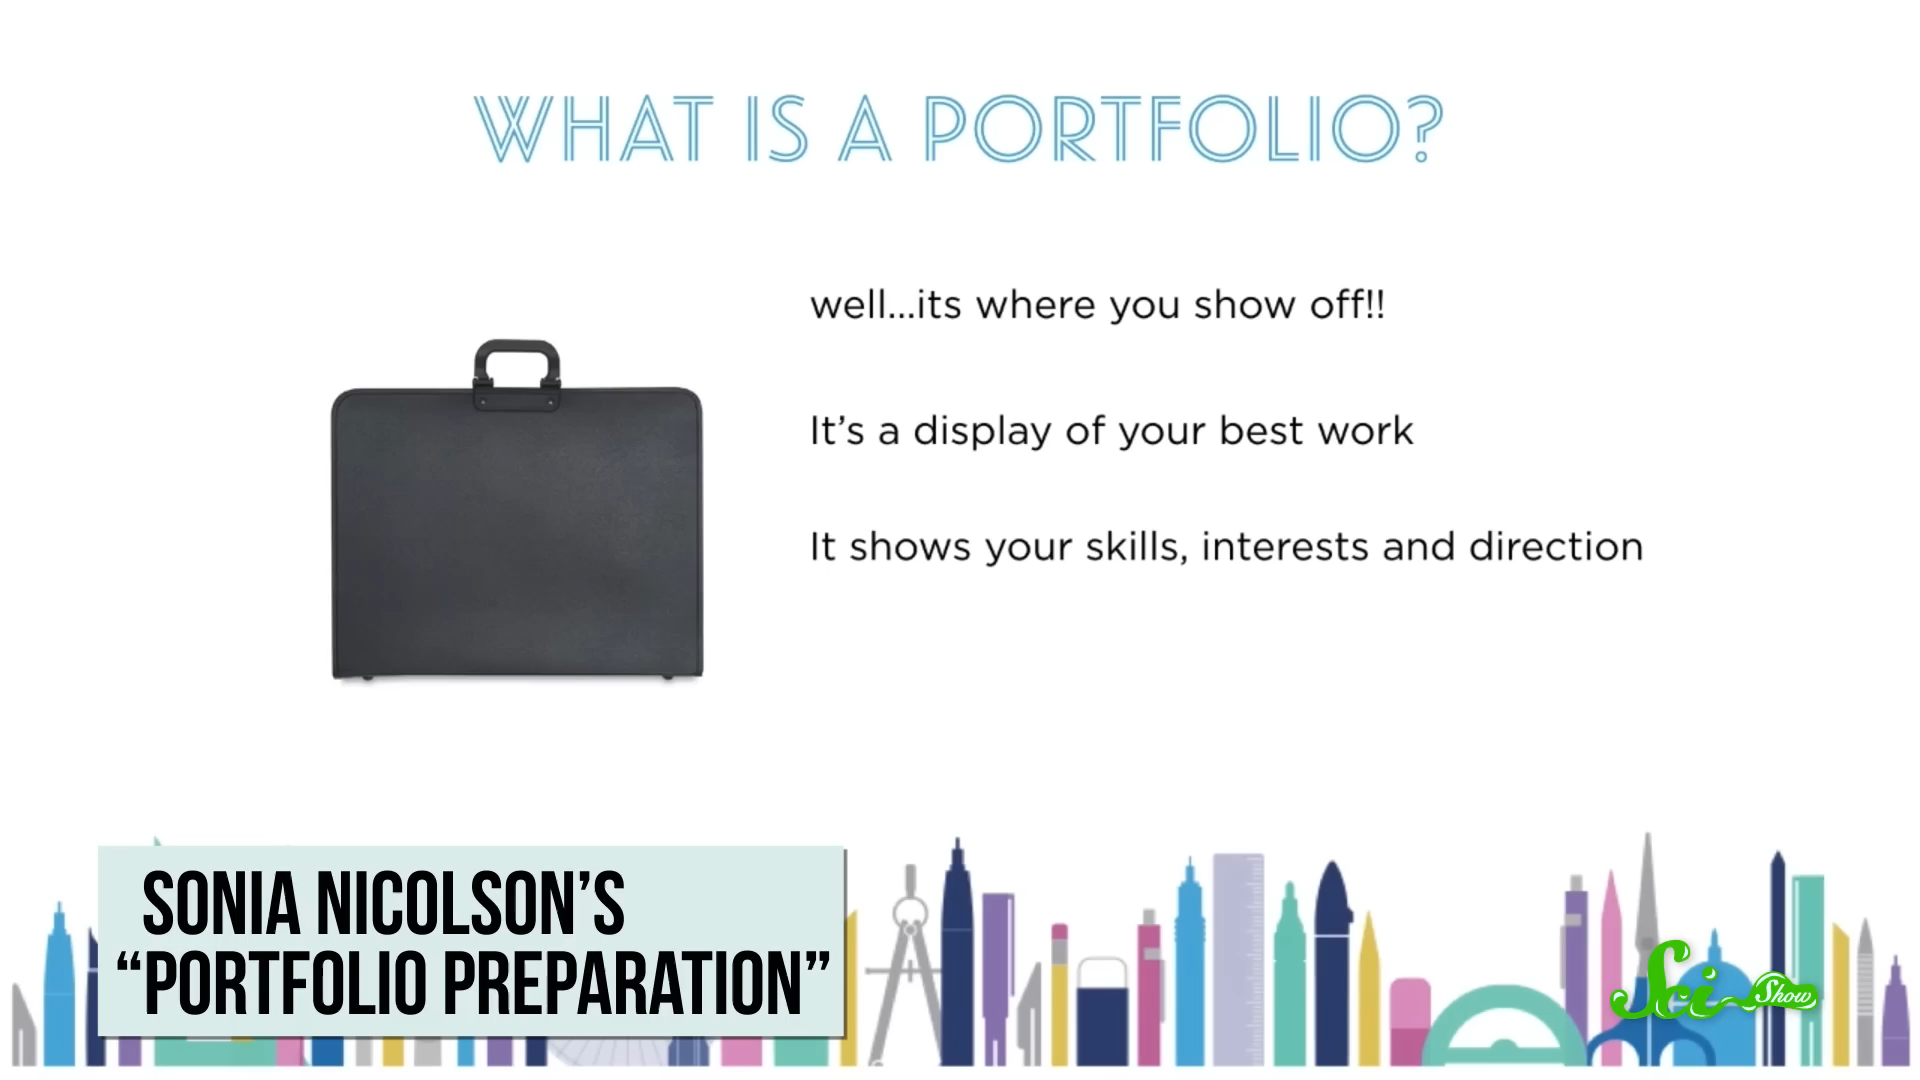 WHAT IS A PORTFOLIO?
well...its where you show off!!
It's a display of your best work
It shows your skills, interests and direction
SONIA NICOLSON'S
“PORTFOLIO PREPARATION”
Sci Show